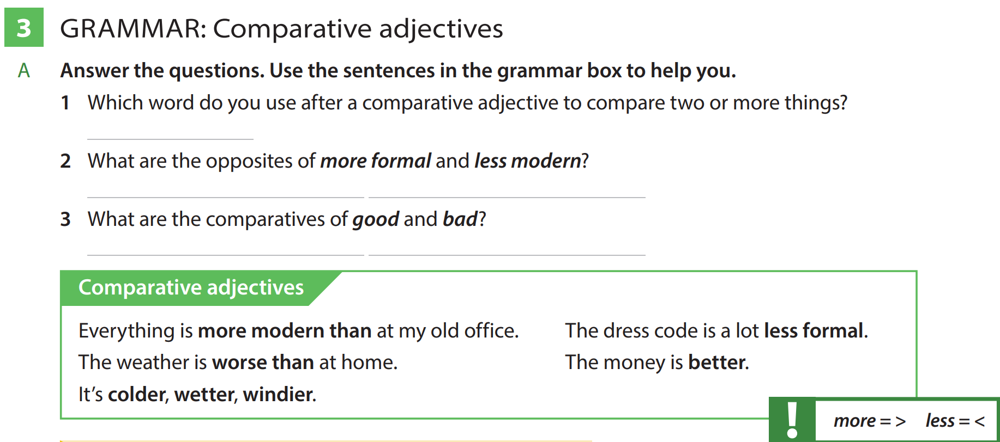 3 GRAMMAR: Comparative adjectives
A Answer the questions. Use the sentences in the grammar box to help you.
1 Which word do you use after a comparative adjective to compare two or more things?
2 What are the opposites of more formal and less modern?
3 What are the comparatives of good and bad?
Comparative adjectives
Everything is more modern than at my old office.
The weather is worse than at home.
It's colder, wetter, windier.
The dress code is a lot less formal.
The money is better.
! more = > less = <